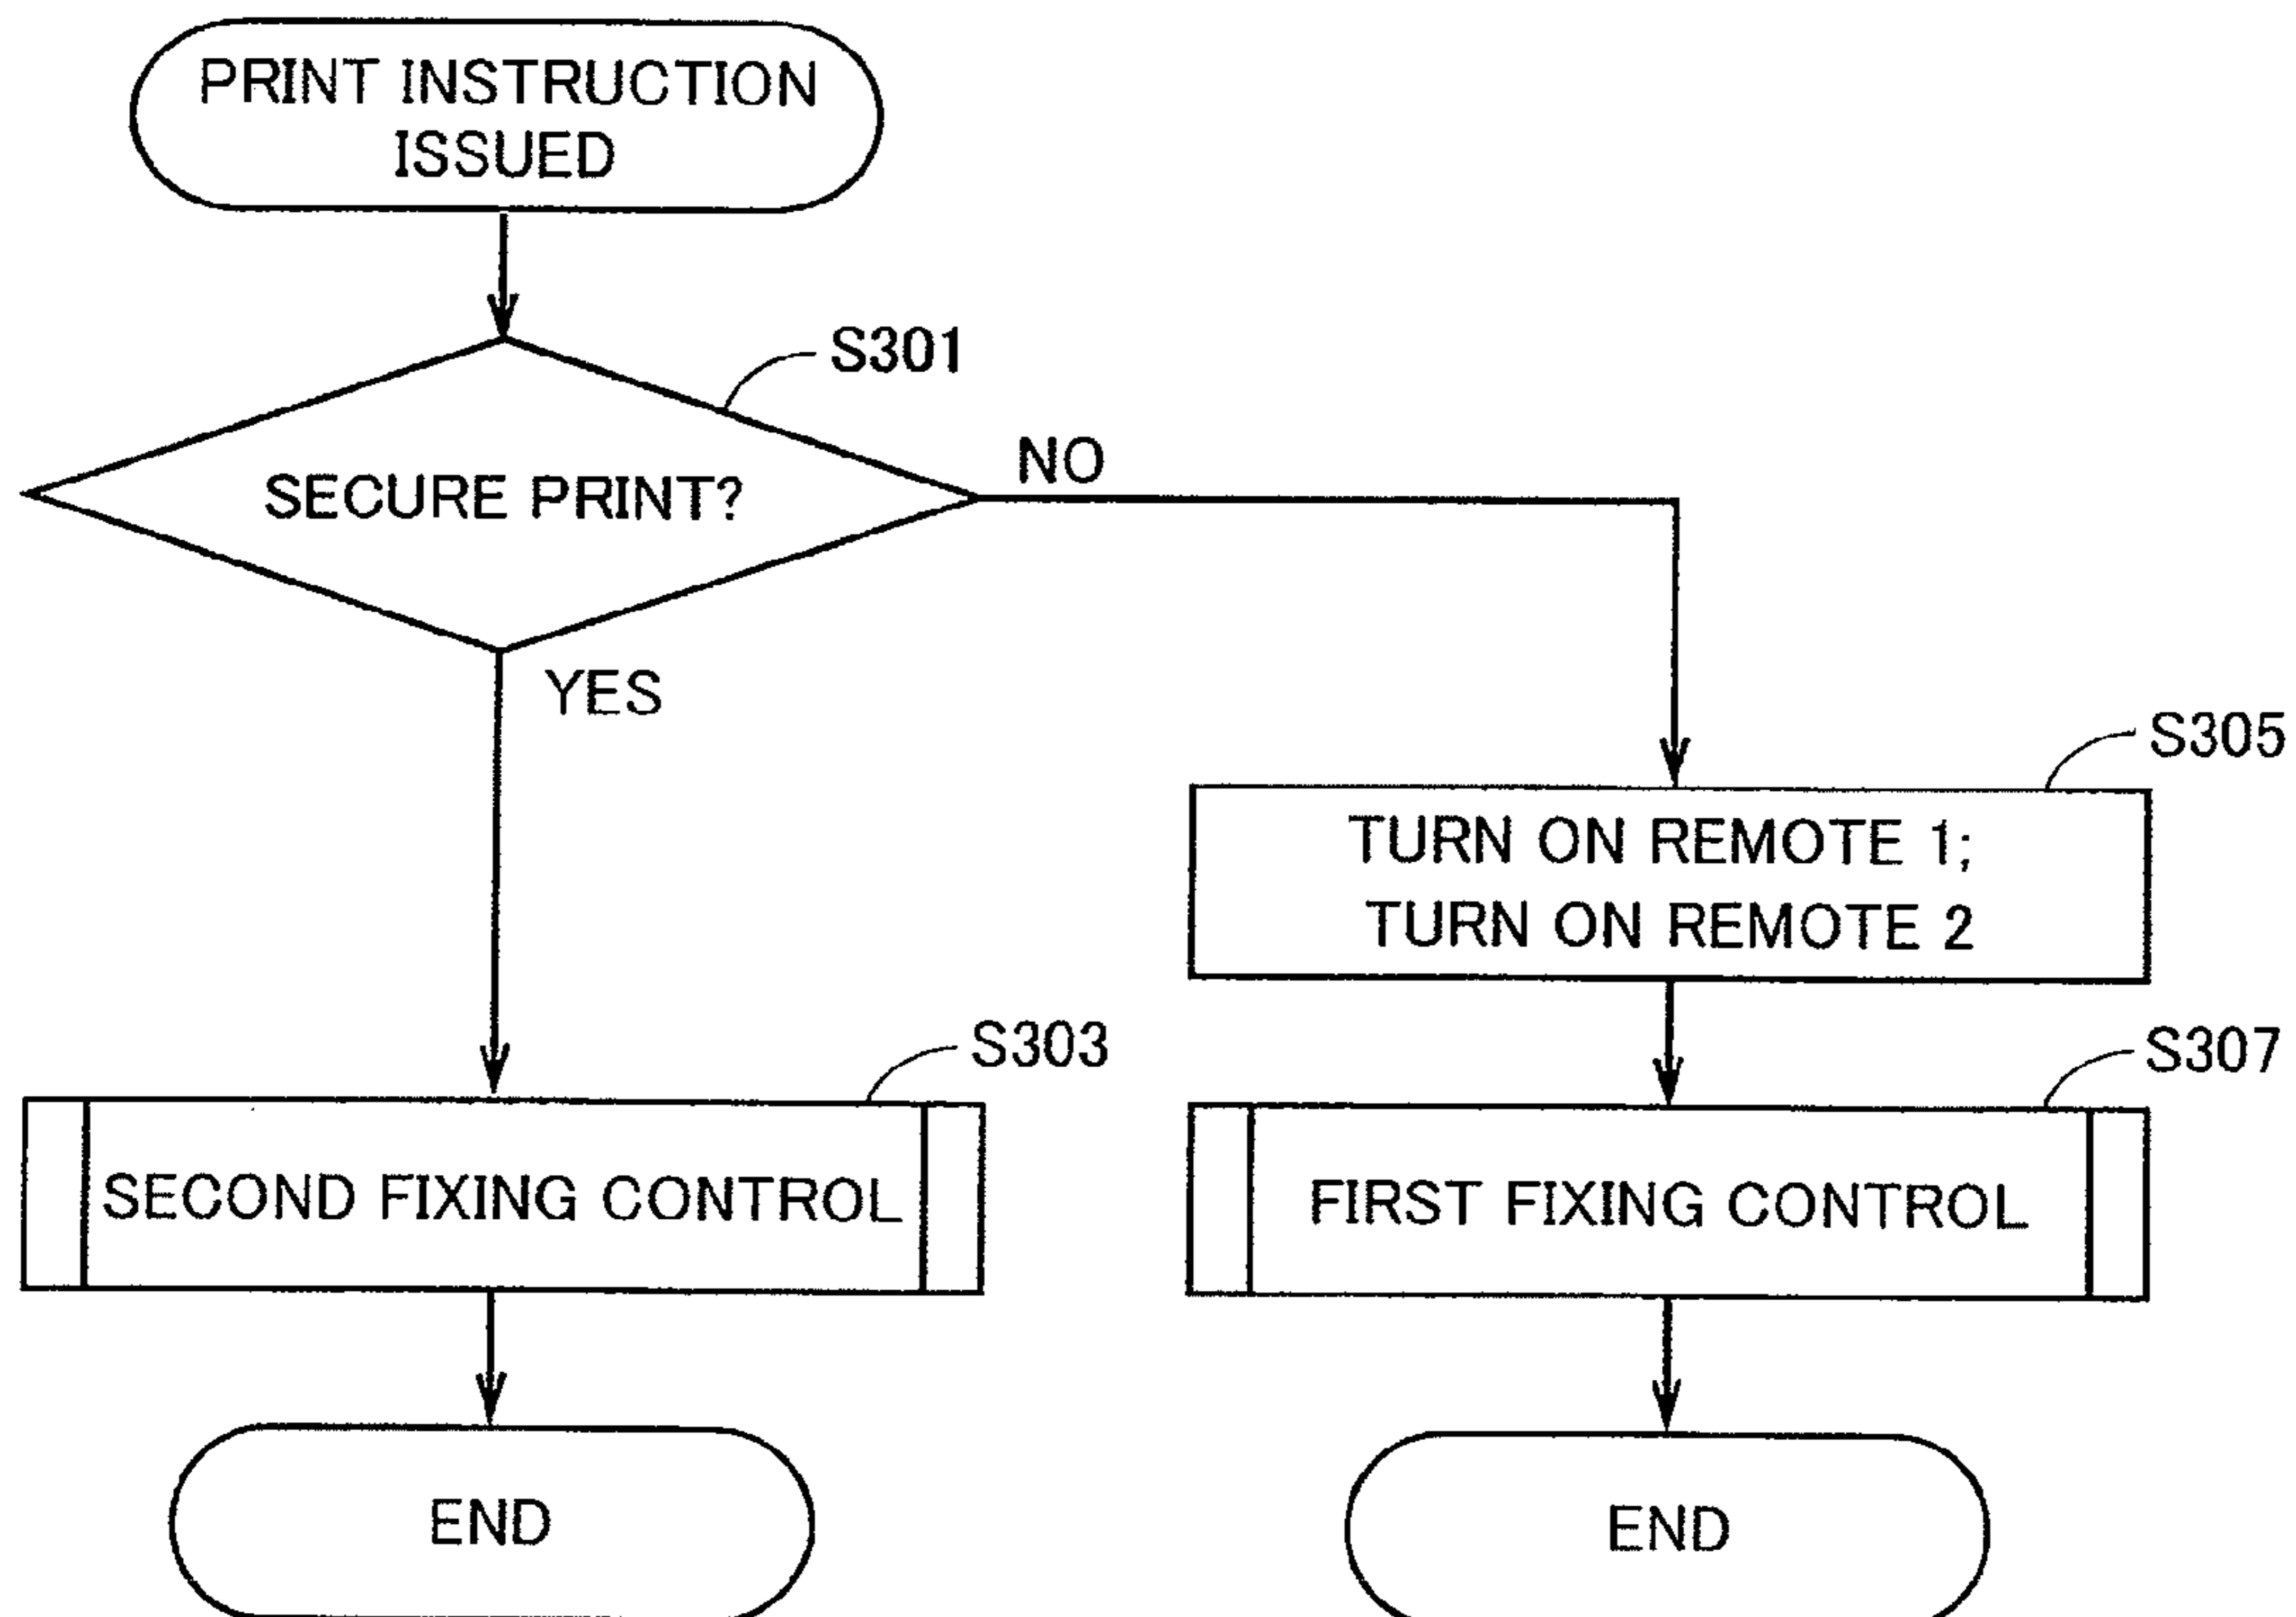 PRINT INSTRUCTION
ISSUED
S301
SECURE PRINT?
NO
YES
S305
TURN ON REMOTE 1;
TURN ON REMOTE 2
S303
S307
SECOND FIXING CONTROL
FIRST FIXING CONTROL
END
END